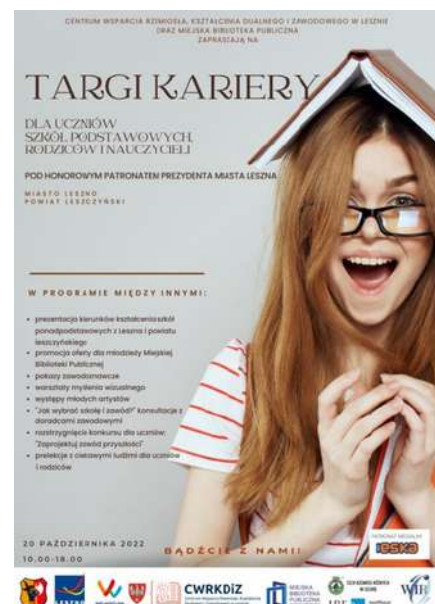 CENTRUM WSPARCIA RZEMIOSŁA, KSZTAŁCENIA DUALNEGO I ZAWODOWEGO W LESZNIE
ORAZ MIEJSKA BIBLIOTEKA PUBLICZNA
ZAPRASZAJĄ NA
TARGI KARIERY
DLA UCZNIÓW
SZKÓŁ PODSTAWOWYCH,
RODZICÓW I NAUCZYCIELI
POD HONOROWYM PATRONATEM PREZYDENTA MIASTA LESZNA
MIASTO LESZNO
POWIAT LESZCZYŃSKI
W PROGRAMIE MIĘDZY INNYMI:
• prezentacja kierunków kształcenia szkół
ponadpodstawowych z Leszna i powiatu
leszczyńskiego
• promocja oferty dla młodzieży Miejskiej
Biblioteki Publicznej
• pokazy zawodoznawcze
• warsztaty myślenia wizualnego
• występy młodych artystów
• "Jak wybrać szkołę i zawód?" konsultacje z
doradcami zawodowymi
• rozstrzygnięcie konkursu dla uczniów:
"Zaprojektuj zawód przyszłości"
• prelekcje z ciekawymi ludźmi dla uczniów
i rodziców
20 PAŹDZIERNIKA 2022
10.00-18.00
BĄDŹCIE Z NAMI!
PATRONAT MEDIALNY
ESKA
LESZNO
CWRKDiZ
MIEJSKA
BIBLIOTEKA
PUBLICZNA
WIR